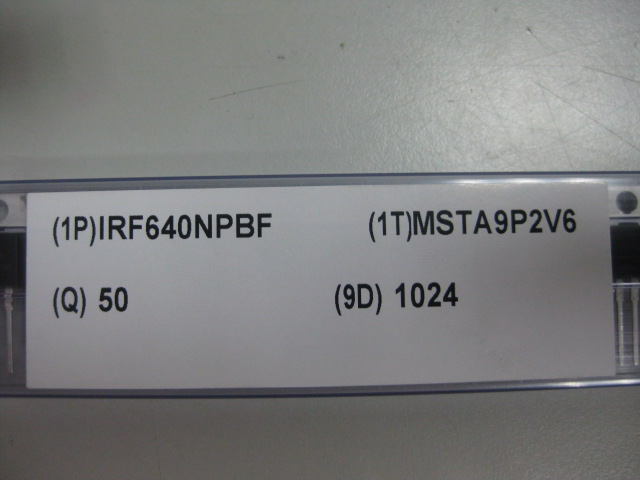 (1P)IRF640NPBF (1T)MSTA9P2V6
(Q) 50 (9D) 1024